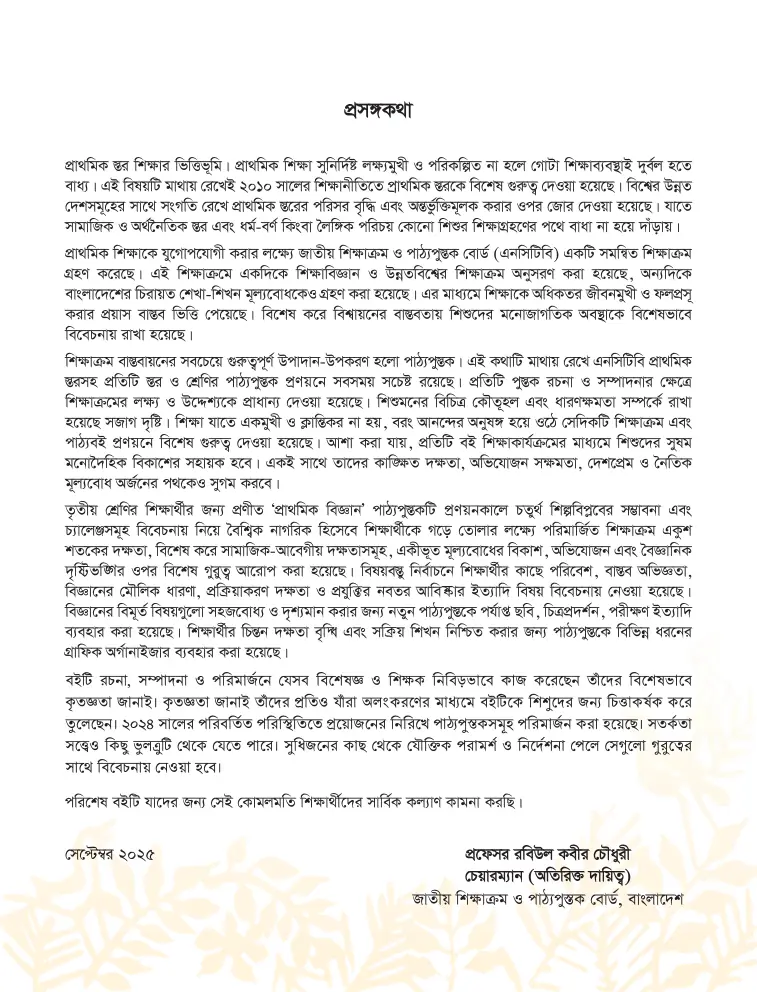 প্রসঙ্গকথা
প্রাথমিক স্তর শিক্ষার ভিত্তিভূমি। প্রাথমিক শিক্ষা সুনির্দিষ্ট লক্ষ্যমুখী ও পরিকল্পিত না হলে গোটা শিক্ষাব্যবস্থাই দুর্বল হতে
বাধ্য। এই বিষয়টি মাথায় রেখেই ২০১০ সালের শিক্ষানীতিতে প্রাথমিক স্তরকে বিশেষ গুরুত্ব দেওয়া হয়েছে। বিশ্বের উন্নত
দেশসমূহের সাথে সংগতি রেখে প্রাথমিক স্তরের পরিসর বৃদ্ধি এবং অন্তর্ভুক্তিমূলক করার ওপর জোর দেওয়া হয়েছে। যাতে
সামাজিক ও অর্থনৈতিক স্তর এবং ধর্ম-বর্ণ কিংবা লৈঙ্গিক পরিচয় কোনো শিশুর শিক্ষাগ্রহণের পথে বাধা না হয়ে দাঁড়ায়।
প্রাথমিক শিক্ষাকে যুগোপযোগী করার লক্ষ্যে জাতীয় শিক্ষাক্রম ও পাঠ্যপুস্তক বোর্ড (এনসিটিবি) একটি সমন্বিত শিক্ষাক্রম
গ্রহণ করেছে। এই শিক্ষাক্রমে একদিকে শিক্ষাবিজ্ঞান ও উন্নতবিশ্বের শিক্ষাক্রম অনুসরণ করা হয়েছে, অন্যদিকে
বাংলাদেশের চিরায়ত শেখা-শিখন মূল্যবোধকেও গ্রহণ করা হয়েছে। এর মাধ্যমে শিক্ষাকে অধিকতর জীবনমুখী ও ফলপ্রসূ
করার প্রয়াস বাস্তব ভিত্তি পেয়েছে। বিশেষ করে বিশ্বায়নের বাস্তবতায় শিশুদের মনোজাগতিক অবস্থাকে বিশেষভাবে
বিবেচনায় রাখা হয়েছে।
শিক্ষাক্রম বাস্তবায়নের সবচেয়ে গুরুত্বপূর্ণ উপাদান-উপকরণ হলো পাঠ্যপুস্তক। এই কথাটি মাথায় রেখে এনসিটিবি প্রাথমিক
স্তরসহ প্রতিটি স্তর ও শ্রেণির পাঠ্যপুস্তক প্রণয়নে সবসময় সচেষ্ট রয়েছে। প্রতিটি পুস্তক রচনা ও সম্পাদনার ক্ষেত্রে
শিক্ষাক্রমের লক্ষ্য ও উদ্দেশ্যকে প্রাধান্য দেওয়া হয়েছে। শিশুমনের বিচিত্র কৌতূহল এবং ধারণক্ষমতা সম্পর্কে রাখা
হয়েছে সজাগ দৃষ্টি। শিক্ষা যাতে একমুখী ও ক্লান্তিকর না হয়, বরং আনন্দের অনুষঙ্গ হয়ে ওঠে সেদিকটি শিক্ষাক্রম এবং
পাঠ্যবই প্রণয়নে বিশেষ গুরুত্ব দেওয়া হয়েছে। আশা করা যায়, প্রতিটি বই শিক্ষাকার্যক্রমের মাধ্যমে শিশুদের সুষম
মনোদৈহিক বিকাশের সহায়ক হবে। একই সাথে তাদের কাঙ্ক্ষিত দক্ষতা, অভিযোজন সক্ষমতা, দেশপ্রেম ও নৈতিক
মূল্যবোধ অর্জনের পথকেও সুগম করবে।
তৃতীয় শ্রেণির শিক্ষার্থীর জন্য প্রণীত ‘প্রাথমিক বিজ্ঞান’ পাঠ্যপুস্তকটি প্রণয়নকালে চতুর্থ শিল্পবিপ্লবের সম্ভাবনা এবং
চ্যালেঞ্জসমূহ বিবেচনায় নিয়ে বৈশ্বিক নাগরিক হিসেবে শিক্ষার্থীকে গড়ে তোলার লক্ষ্যে পরিমার্জিত শিক্ষাক্রম একুশ
শতকের দক্ষতা, বিশেষ করে সামাজিক-আবেগীয় দক্ষতাসমূহ, একীভূত মূল্যবোধের বিকাশ, অভিযোজন এবং বৈজ্ঞানিক
দৃষ্টিভঙ্গির ওপর বিশেষ গুরুত্ব আরোপ করা হয়েছে। বিষয়বস্তু নির্বাচনে শিক্ষার্থীর কাছে পরিবেশ, বাস্তব অভিজ্ঞতা,
বিজ্ঞানের মৌলিক ধারণা, প্রক্রিয়াকরণ দক্ষতা ও প্রযুক্তির নবতর আবিষ্কার ইত্যাদি বিষয় বিবেচনায় নেওয়া হয়েছে।
বিজ্ঞানের বিমূর্ত বিষয়গুলো সহজবোধ্য ও দৃশ্যমান করার জন্য নতুন পাঠ্যপুস্তকে পর্যাপ্ত ছবি, চিত্রপ্রদর্শন, পরীক্ষণ ইত্যাদি
ব্যবহার করা হয়েছে। শিক্ষার্থীর চিন্তন দক্ষতা বৃদ্ধি এবং সক্রিয় শিখন নিশ্চিত করার জন্য পাঠ্যপুস্তকে বিভিন্ন ধরনের
গ্রাফিক অর্গানাইজার ব্যবহার করা হয়েছে।
বইটি রচনা, সম্পাদনা ও পরিমার্জনে যেসব বিশেষজ্ঞ ও শিক্ষক নিবিড়ভাবে কাজ করেছেন তাঁদের বিশেষভাবে
কৃতজ্ঞতা জানাই। কৃতজ্ঞতা জানাই তাঁদের প্রতিও যাঁরা অলংকরণের মাধ্যমে বইটিকে শিশুদের জন্য চিত্তাকর্ষক করে
তুলেছেন। ২০২৪ সালের পরিবর্তিত পরিস্থিতিতে প্রয়োজনের নিরিখে পাঠ্যপুস্তকসমূহ পরিমার্জন করা হয়েছে। সতর্কতা
সত্ত্বেও কিছু ভুলত্রুটি থেকে যেতে পারে। সুধিজনের কাছ থেকে যৌক্তিক পরামর্শ ও নির্দেশনা পেলে সেগুলো গুরুত্বের
সাথে বিবেচনায় নেওয়া হবে।
পরিশেষ বইটি যাদের জন্য সেই কোমলমতি শিক্ষার্থীদের সার্বিক কল্যাণ কামনা করছি।
সেপ্টেম্বর ২০২৫
প্রফেসর রবিউল কবীর চৌধুরী
চেয়ারম্যান (অতিরিক্ত দায়িত্ব)
জাতীয় শিক্ষাক্রম ও পাঠ্যপুস্তক বোর্ড, বাংলাদেশ